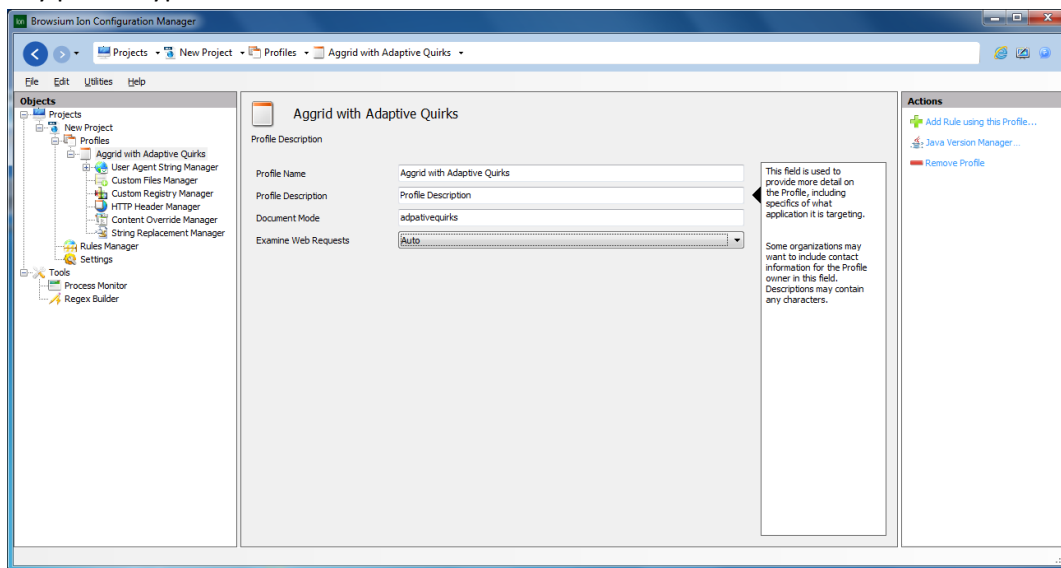 Browsium Ion Configuration Manager
Projects New Project Profiles Aggrid with Adaptive Quirks
File Edit Utilities Help
Objects
Projects
New Project
Profiles
Aggrid with Adaptive Quirks
User Agent String Manager
Custom Files Manager
Custom Registry Manager
HTTP Header Manager
Content Override Manager
String Replacement Manager
Rules Manager
Settings
Tools
Process Monitor
Regex Builder
Aggrid with Adaptive Quirks
Profile Description
Profile Name Aggrid with Adaptive Quirks
Profile Description Profile Description
Document Mode adpativequirks
Examine Web Requests Auto
This field is used to
provide more detail on
the Profile, including
specifics of what
application it is targeting.
Some organizations may
want to include contact
information for the Profile
owner in this field.
Descriptions may contain
any characters.
Actions
Add Rule using this Profile...
Java Version Manager...
Remove Profile